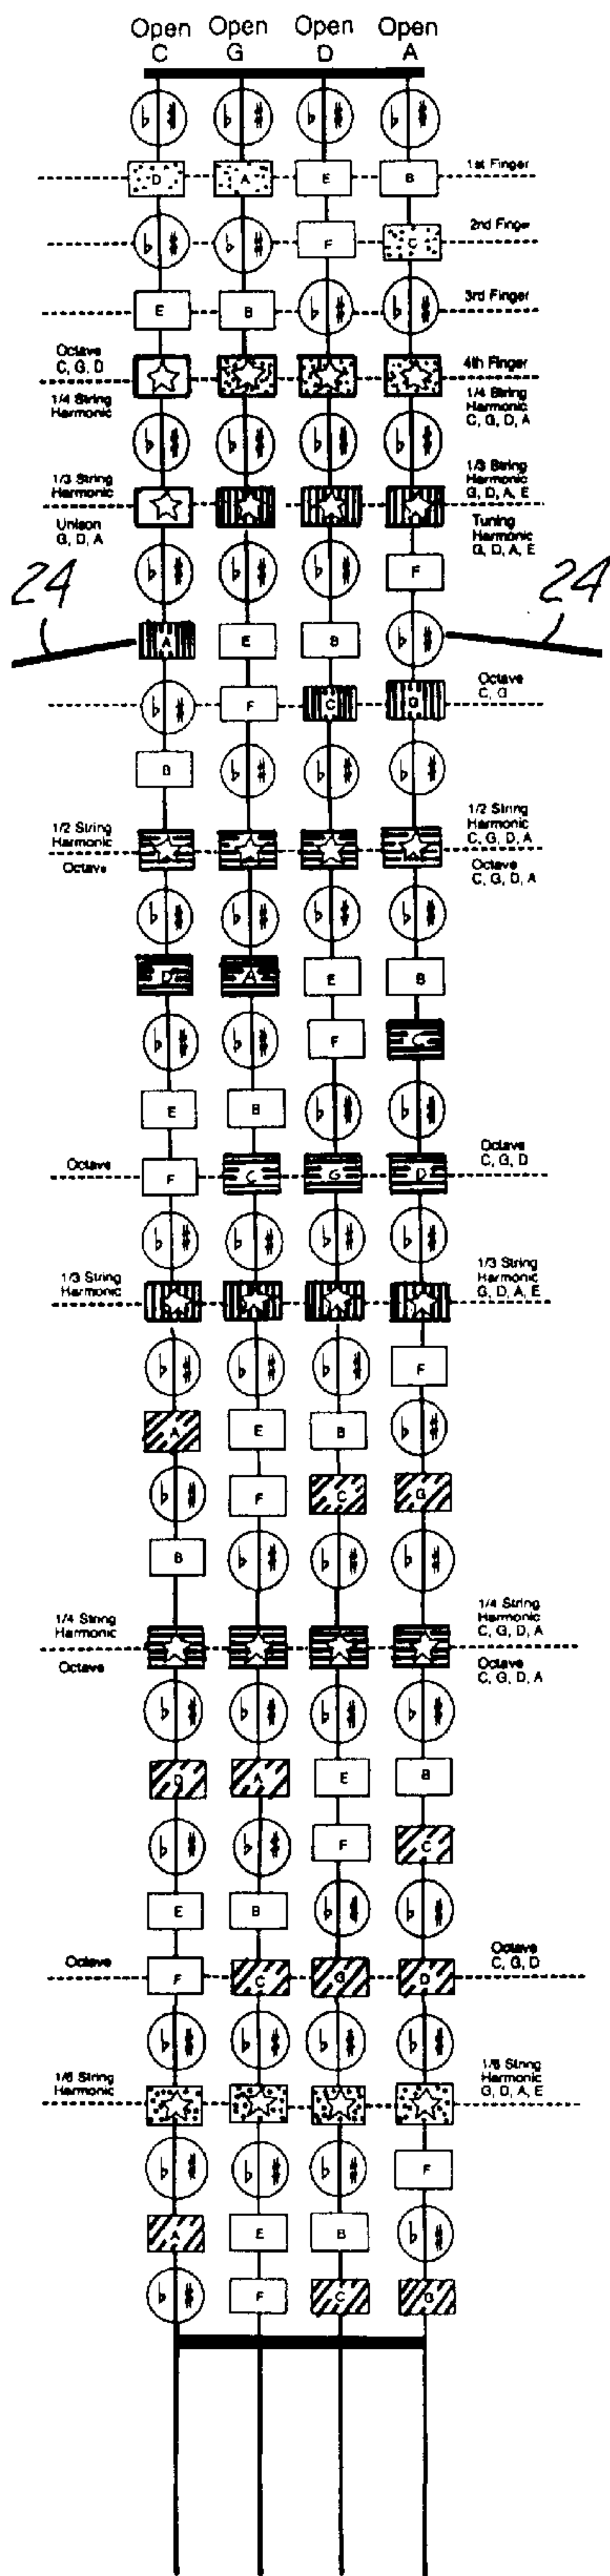 Open Open Open Open
C G D A
♭ ♯ ♭ ♯ ♭ ♯ ♭ ♯
D A E B 1st Finger
♭ ♯ ♭ ♯ F C 2nd Finger
E B ♭ ♯ ♭ ♯ 3rd Finger
Octave
C, G, D
4th Finger
1/4 String
Harmonic
1/4 String
Harmonic
C, G, D, A
♭ ♯ ♭ ♯ ♭ ♯ ♭ ♯
1/3 String
Harmonic
1/3 String
Harmonic
G, D, A, E
Unison
G, D, A
Tuning
Harmonic
G, D, A, E
♭ ♯ ♭ ♯ ♭ ♯ F
24 24
A E B ♭ ♯
♭ ♯ F C G
Octave
C, G
B ♭ ♯ ♭ ♯ ♭ ♯
1/2 String
Harmonic
1/2 String
Harmonic
C, G, D, A
Octave
Octave
C, G, D, A
♭ ♯ ♭ ♯ ♭ ♯ ♭ ♯
D A E B
♭ ♯ ♭ ♯ F C
E B ♭ ♯ ♭ ♯
Octave F C G D
Octave
C, G, D
♭ ♯ ♭ ♯ ♭ ♯ ♭ ♯
1/3 String
Harmonic
1/3 String
Harmonic
G, D, A, E
♭ ♯ ♭ ♯ ♭ ♯ F
A E B ♭ ♯
♭ ♯ F C G
B ♭ ♯ ♭ ♯ ♭ ♯
1/4 String
Harmonic
1/4 String
Harmonic
C, G, D, A
Octave
Octave
C, G, D, A
♭ ♯ ♭ ♯ ♭ ♯ ♭ ♯
D A E B
♭ ♯ ♭ ♯ F C
E B ♭ ♯ ♭ ♯
Octave F C G D
Octave
C, G, D
♭ ♯ ♭ ♯ ♭ ♯ ♭ ♯
1/6 String
Harmonic
1/6 String
Harmonic
G, D, A, E
♭ ♯ ♭ ♯ ♭ ♯ F
A E B ♭ ♯
♭ ♯ F C G